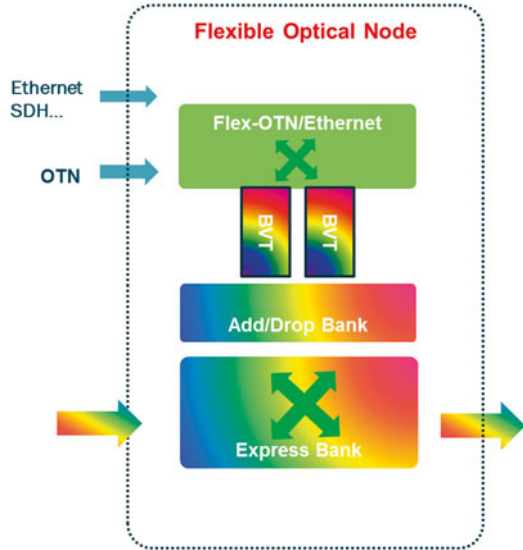 Flexible Optical Node
Ethernet
SDH...
Flex-OTN/Ethernet
OTN
BVT
BVT
Add/Drop Bank
Express Bank